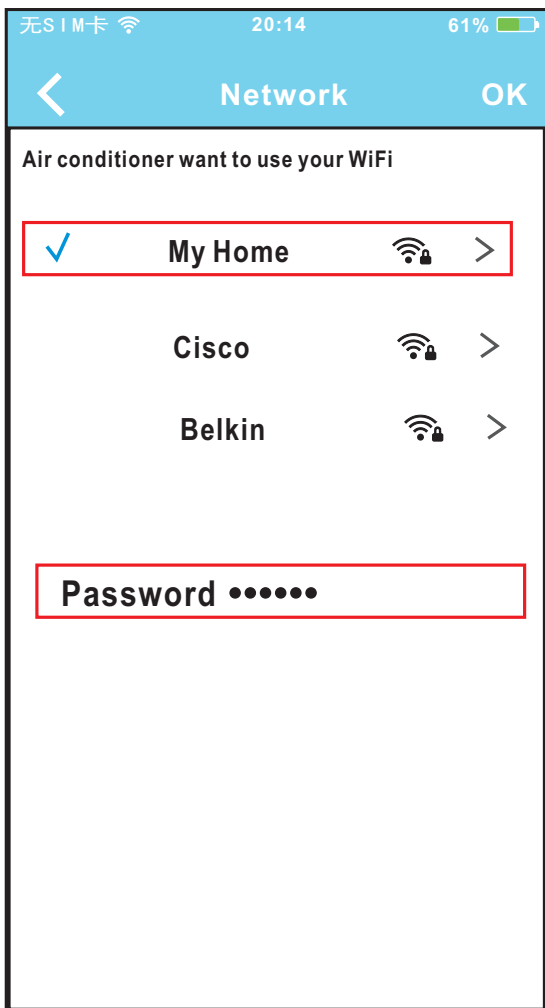 无SIM卡 20:14 61%
Network OK
Air conditioner want to use your WiFi
My Home
Cisco
Belkin
Password ••••••